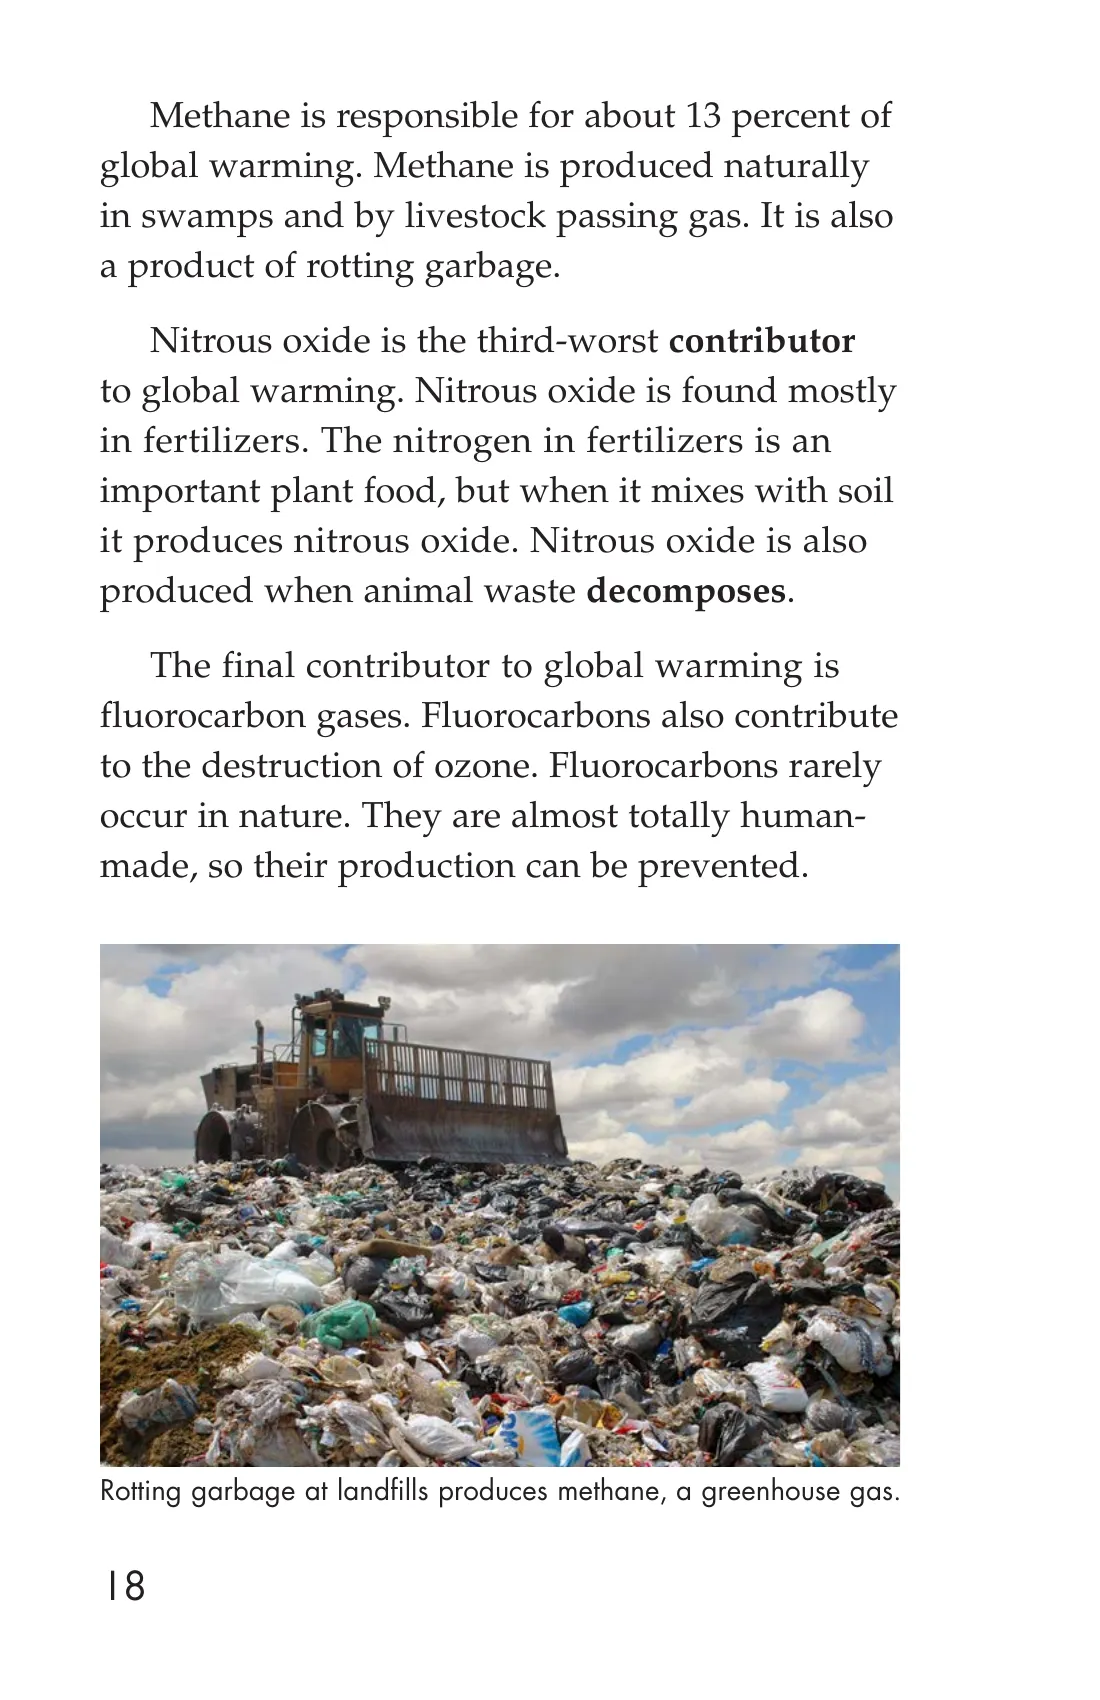 Methane is responsible for about 13 percent of
global warming. Methane is produced naturally
in swamps and by livestock passing gas. It is also
a product of rotting garbage.
Nitrous oxide is the third-worst contributor
to global warming. Nitrous oxide is found mostly
in fertilizers. The nitrogen in fertilizers is an
important plant food, but when it mixes with soil
it produces nitrous oxide. Nitrous oxide is also
produced when animal waste decomposes.
The final contributor to global warming is
fluorocarbon gases. Fluorocarbons also contribute
to the destruction of ozone. Fluorocarbons rarely
occur in nature. They are almost totally human-
made, so their production can be prevented.
Rotting garbage at landfills produces methane, a greenhouse gas.
18